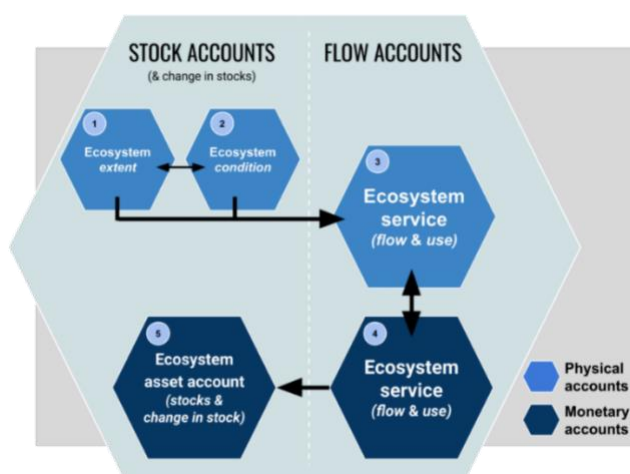 STOCK ACCOUNTS
(& change in stocks)
FLOW ACCOUNTS
1
Ecosystem
extent
2
Ecosystem
condition
3
Ecosystem
service
(flow & use)
5
Ecosystem
asset account
(stocks &
change in stock)
4
Ecosystem
service
(flow & use)
Physical
accounts
Monetary
accounts